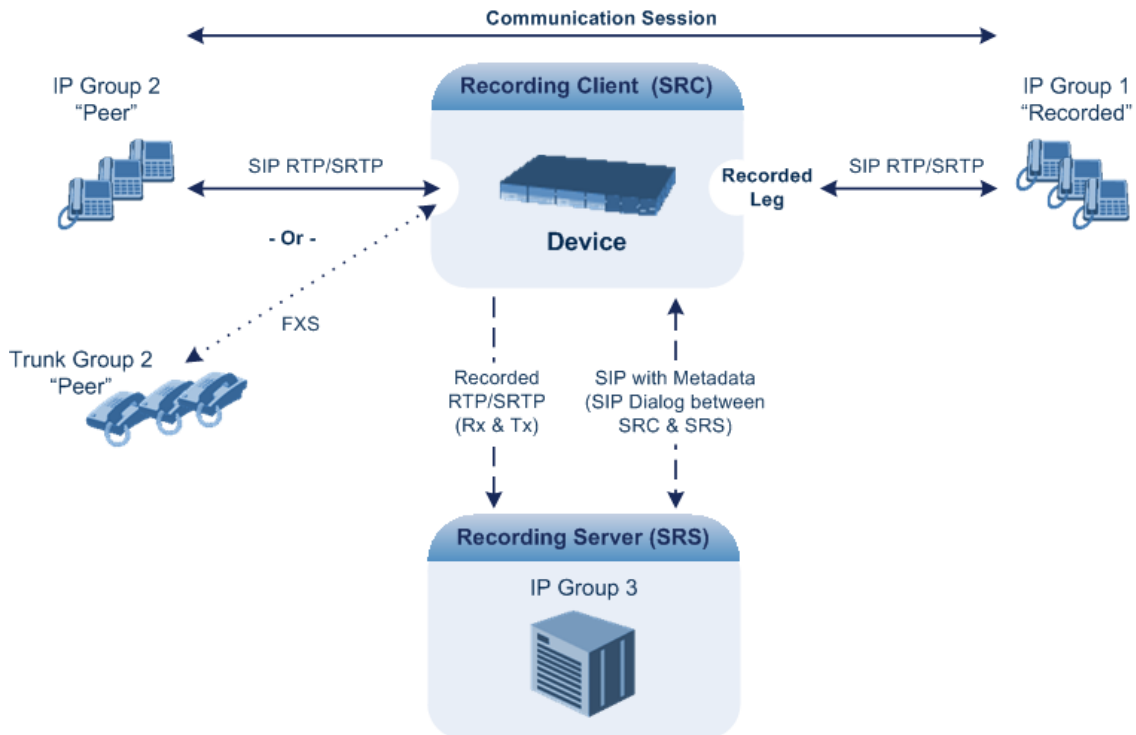 Communication Session
IP Group 2
“Peer”
Recording Client (SRC)
IP Group 1
“Recorded”
SIP RTP/SRTP
Recorded
Leg
SIP RTP/SRTP
- Or -
Device
FXS
Trunk Group 2
“Peer”
Recorded
RTP/SRTP
(Rx & Tx)
SIP with Metadata
(SIP Dialog between
SRC & SRS)
Recording Server (SRS)
IP Group 3